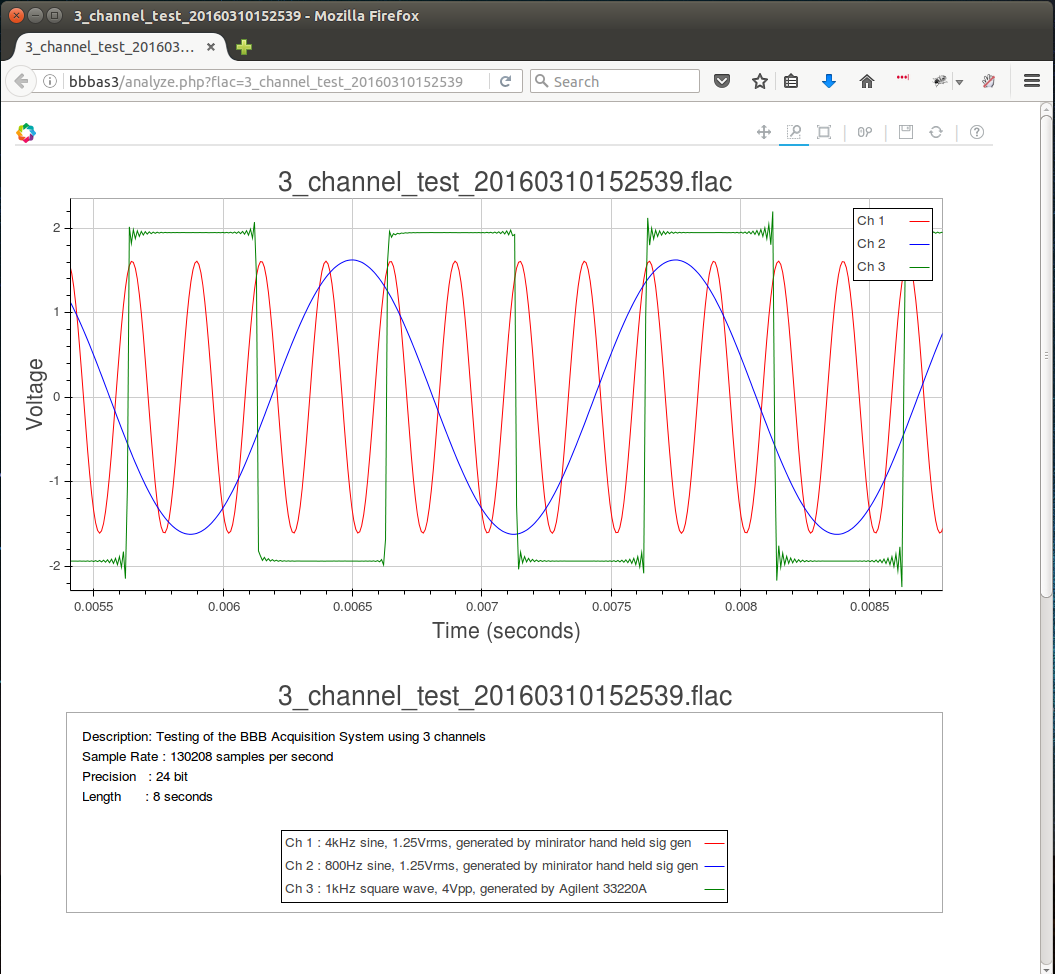 3_channel_test_20160310152539 - Mozilla Firefox
3_channel_test_201603...
bbbas3/analyze.php?flac=3_channel_test_20160310152539
Search
3_channel_test_20160310152539.flac
2
1
0
-1
-2
Voltage
Ch 1
Ch 2
Ch 3
0.0055 0.006 0.0065 0.007 0.0075 0.008 0.0085
Time (seconds)
3_channel_test_20160310152539.flac
Description: Testing of the BBB Acquisition System using 3 channels
Sample Rate : 130208 samples per second
Precision : 24 bit
Length : 8 seconds
Ch 1 : 4kHz sine, 1.25Vrms, generated by minirator hand held sig gen
Ch 2 : 800Hz sine, 1.25Vrms, generated by minirator hand held sig gen
Ch 3 : 1kHz square wave, 4Vpp, generated by Agilent 33220A